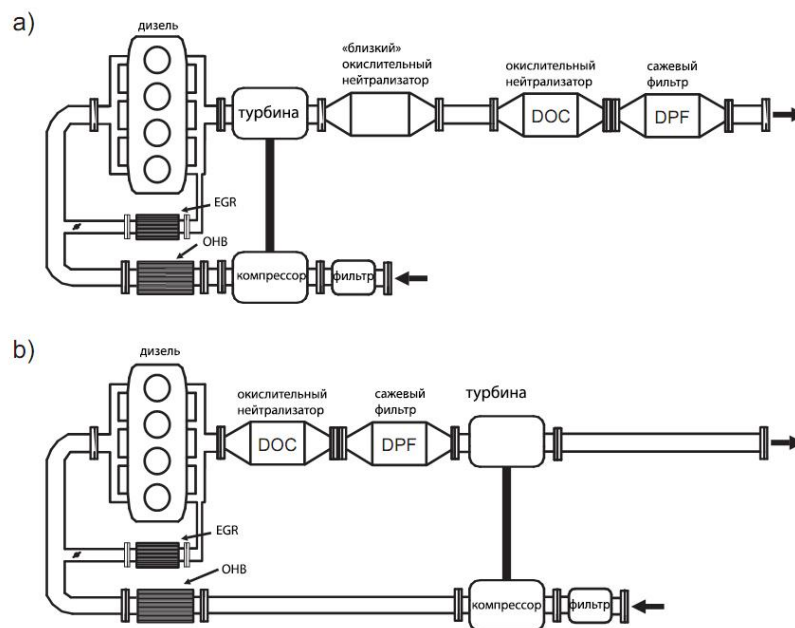 a)
дизель
«близкий»
окислительный
нейтрализатор
окислительный
нейтрализатор
сажевый
фильтр
турбина
DOC
DPF
EGR
ОНВ
компрессор
фильтр
b)
дизель
окислительный
нейтрализатор
сажевый
фильтр
турбина
DOC
DPF
EGR
ОНВ
компрессор
фильтр